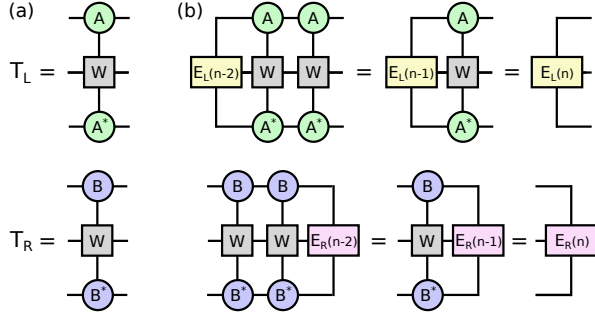 (a)
(b)
A
A A
A
T_L =
W
E_L(n-2) W W = E_L(n-1) W = E_L(n)
A*
A* A*
A*
B
B B
B
T_R =
W
W W E_R(n-2) = W E_R(n-1) = E_R(n)
B*
B* B*
B*